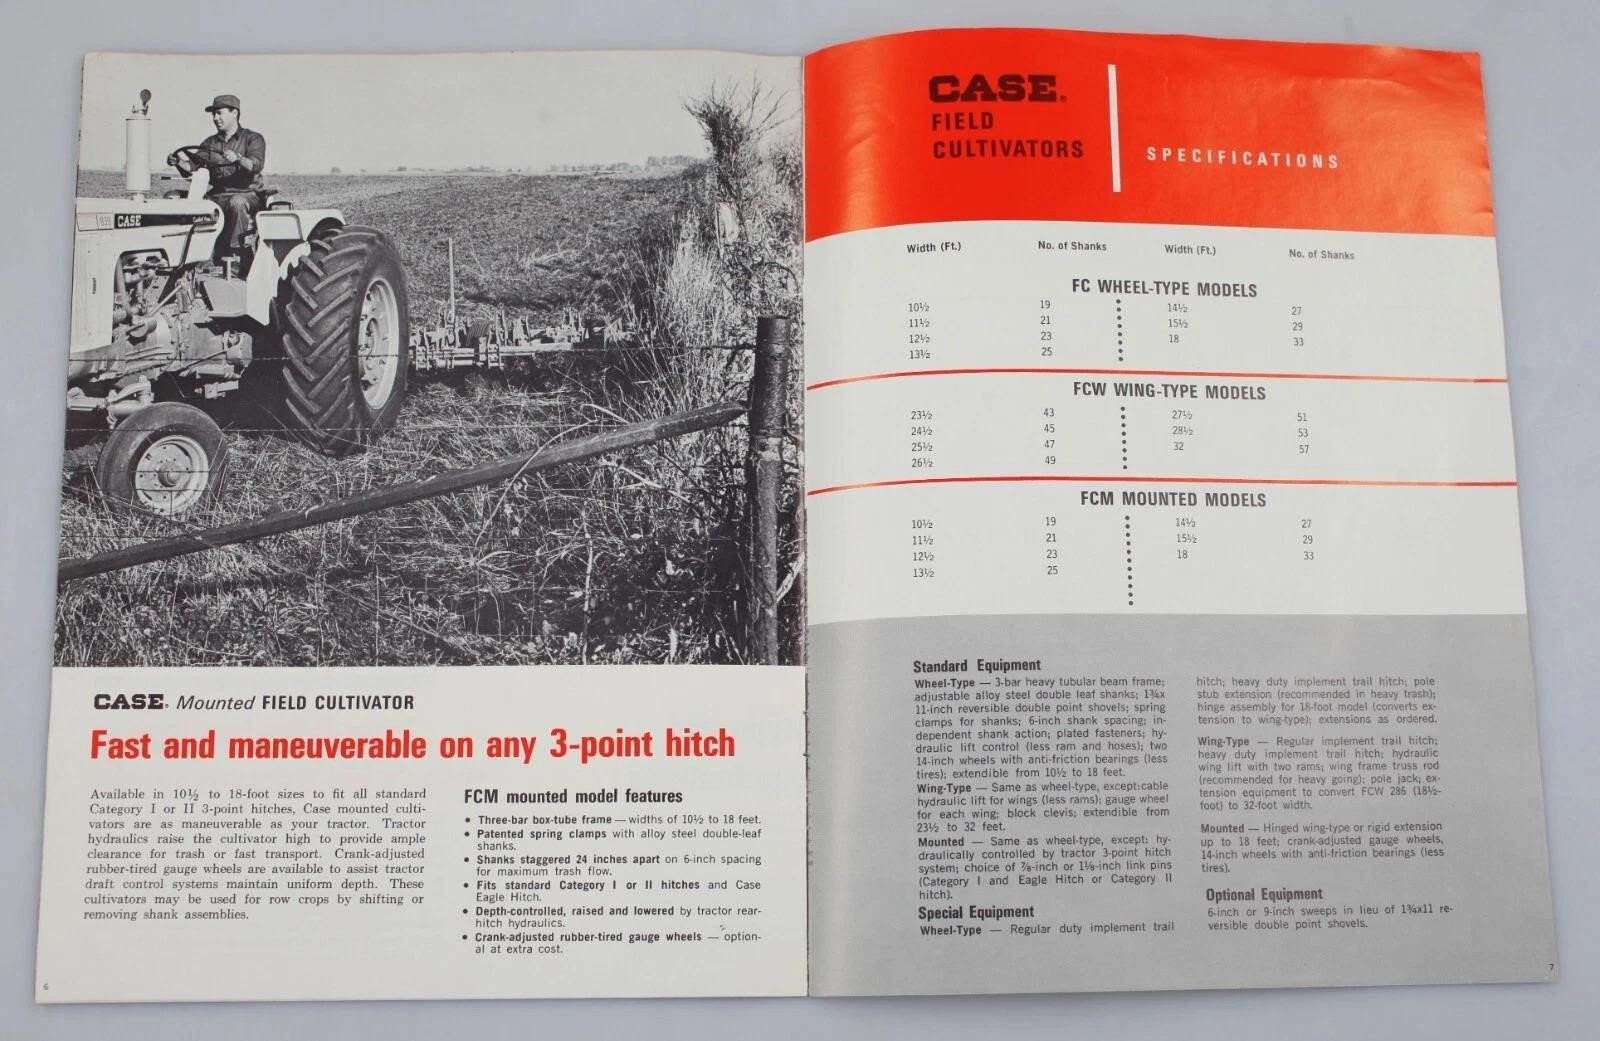 CASE
CASE. Mounted FIELD CULTIVATOR
Fast and maneuverable on any 3-point hitch
Available in 10½ to 18-foot sizes to fit all standard
Category I or II 3-point hitches, Case mounted culti-
vators are as maneuverable as your tractor. Tractor
hydraulics raise the cultivator high to provide ample
clearance for trash or fast transport. Crank-adjusted
rubber-tired gauge wheels are available to assist tractor
draft control systems maintain uniform depth. These
cultivators may be used for row crops by shifting or
removing shank assemblies.
FCM mounted model features
• Three-bar box-tube frame — widths of 10½ to 18 feet.
• Patented spring clamps with alloy steel double-leaf
shanks.
• Shanks staggered 24 inches apart on 6-inch spacing
for maximum trash flow.
• Fits standard Category I or II hitches and Case
Eagle Hitch.
• Depth-controlled, raised and lowered by tractor rear-
hitch hydraulics.
• Crank-adjusted rubber-tired gauge wheels — option-
al at extra cost.
6
CASE®
FIELD
CULTIVATORS
SPECIFICATIONS
Width (Ft.) No. of Shanks Width (Ft.) No. of Shanks
FC WHEEL-TYPE MODELS
10½ 19 14½ 27
11½ 21 15½ 29
12½ 23 18 33
13½ 25
FCW WING-TYPE MODELS
23½ 43 27½ 51
24½ 45 28½ 53
25½ 47 32 57
26½ 49
FCM MOUNTED MODELS
10½ 19 14½ 27
11½ 21 15½ 29
12½ 23 18 33
13½ 25
Standard Equipment
Wheel-Type — 3-bar heavy tubular beam frame;
adjustable alloy steel double leaf shanks; 1¾x
11-inch reversible double point shovels; spring
clamps for shanks; 6-inch shank spacing; in-
dependent shank action; plated fasteners; hy-
draulic lift control (less ram and hoses); two
14-inch wheels with anti-friction bearings (less
tires); extendible from 10½ to 18 feet.
Wing-Type — Same as wheel-type, except: cable
hydraulic lift for wings (less rams); gauge wheel
for each wing; block clevis; extendible from
23½ to 32 feet.
Mounted — Same as wheel-type, except: hy-
draulically controlled by tractor 3-point hitch
system; choice of ⅞-inch or 1⅛-inch link pins
(Category I and Eagle Hitch or Category II
hitch).
Special Equipment
Wheel-Type — Regular duty implement trail
hitch; heavy duty implement trail hitch; pole
stub extension (recommended in heavy trash);
hinge assembly for 18-foot model (converts ex-
tension to wing-type); extensions as ordered.
Wing-Type — Regular implement trail hitch;
heavy duty implement trail hitch; hydraulic
wing lift with two rams; wing frame truss rod
(recommended for heavy going); pole jack; ex-
tension equipment to convert FCW 286 (18½-
foot) to 32-foot width.
Mounted — Hinged wing-type or rigid extension
up to 18 feet; crank-adjusted gauge wheels,
14-inch wheels with anti-friction bearings (less
tires).
Optional Equipment
6-inch or 9-inch sweeps in lieu of 1¾x11 re-
versible double point shovels.
7